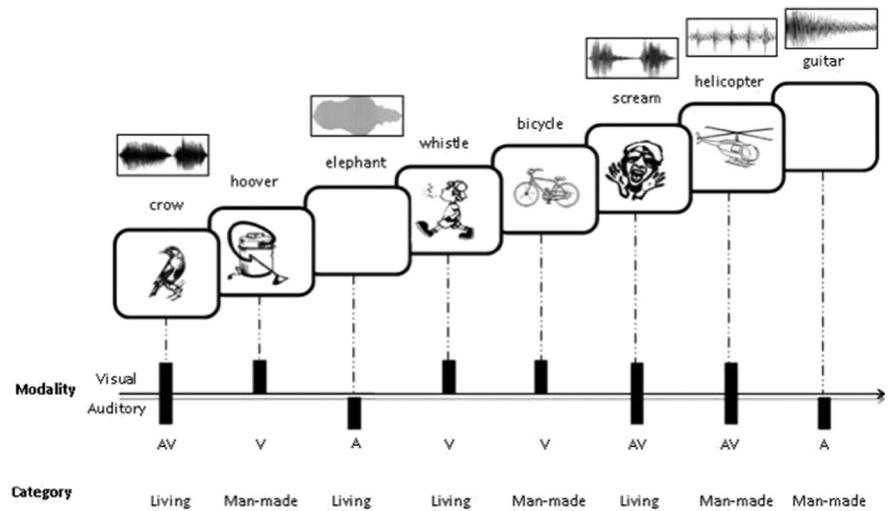 guitar
helicopter
scream
bicycle
whistle
elephant
hoover
crow
Modality
Visual
Auditory
AV V A V V AV AV A
Category
Living Man-made Living Living Man-made Living Man-made Man-made